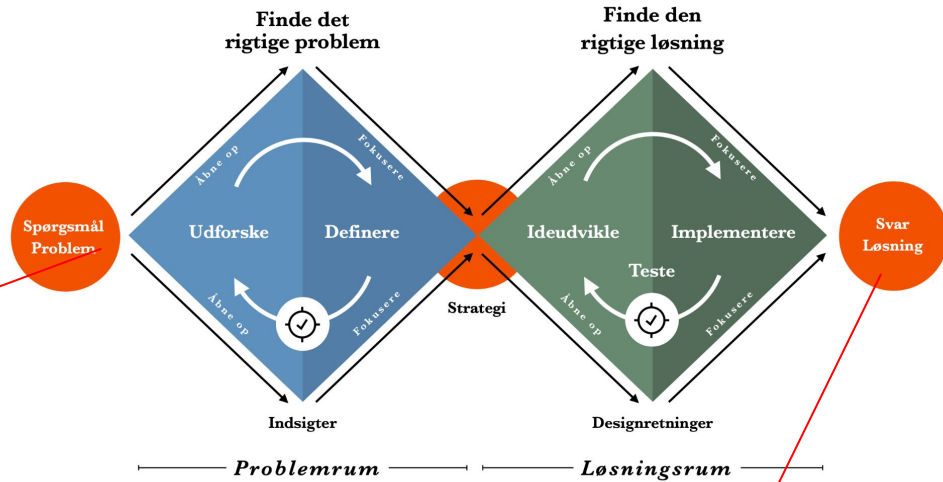 Finde det
rigtige problem
Finde den
rigtige løsning
Åbne op
Fokusere
Åbne op
Fokusere
Spørgsmål
Problem
Udforske
Definere
Ideudvikle
Implementere
Svar
Løsning
Teste
Strategi
Åbne op
Fokusere
Åbne op
Fokusere
Indsigter
Designretninger
Problemrum
Løsningsrum